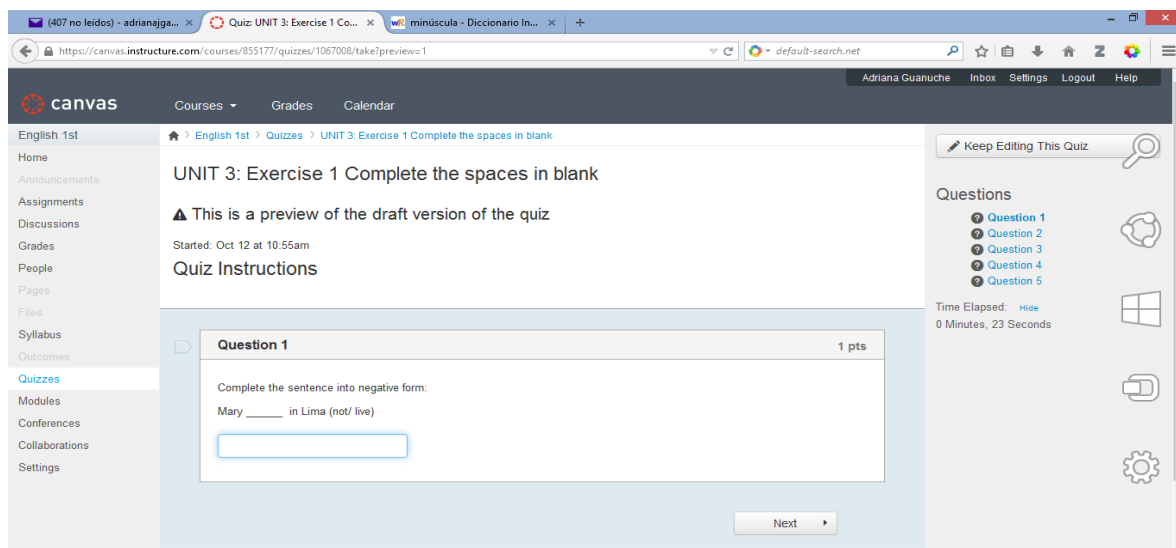 (407 no leídos) - adrianajga... ×
Quiz: UNIT 3: Exercise 1 Co... ×
wR minúscula - Diccionario In... ×
+
https://canvas.instructure.com/courses/855177/quizzes/1067008/take?preview=1
default-search.net
Adriana Guanuche Inbox Settings Logout Help
canvas
Courses Grades Calendar
English 1st
Home
Announcements
Assignments
Discussions
Grades
People
Pages
Files
Syllabus
Outcomes
Quizzes
Modules
Conferences
Collaborations
Settings
English 1st > Quizzes > UNIT 3: Exercise 1 Complete the spaces in blank
UNIT 3: Exercise 1 Complete the spaces in blank
This is a preview of the draft version of the quiz
Started: Oct 12 at 10:55am
Quiz Instructions
Question 1 1 pts
Complete the sentence into negative form:
Mary ______ in Lima (not/ live)
Next
Keep Editing This Quiz
Questions
Question 1
Question 2
Question 3
Question 4
Question 5
Time Elapsed: Hide
0 Minutes, 23 Seconds